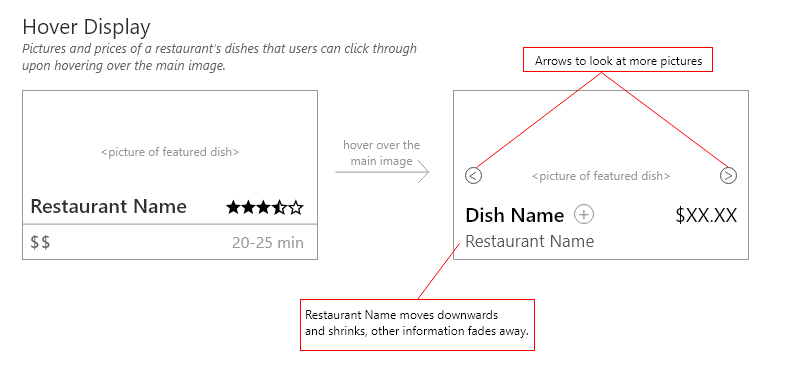 Hover Display
Pictures and prices of a restaurant's dishes that users can click through
upon hovering over the main image.
Arrows to look at more pictures
<picture of featured dish>
Restaurant Name
$$
20-25 min
hover over the
main image
<
<picture of featured dish>
>
Dish Name + $XX.XX
Restaurant Name
Restaurant Name moves downwards
and shrinks, other information fades away.